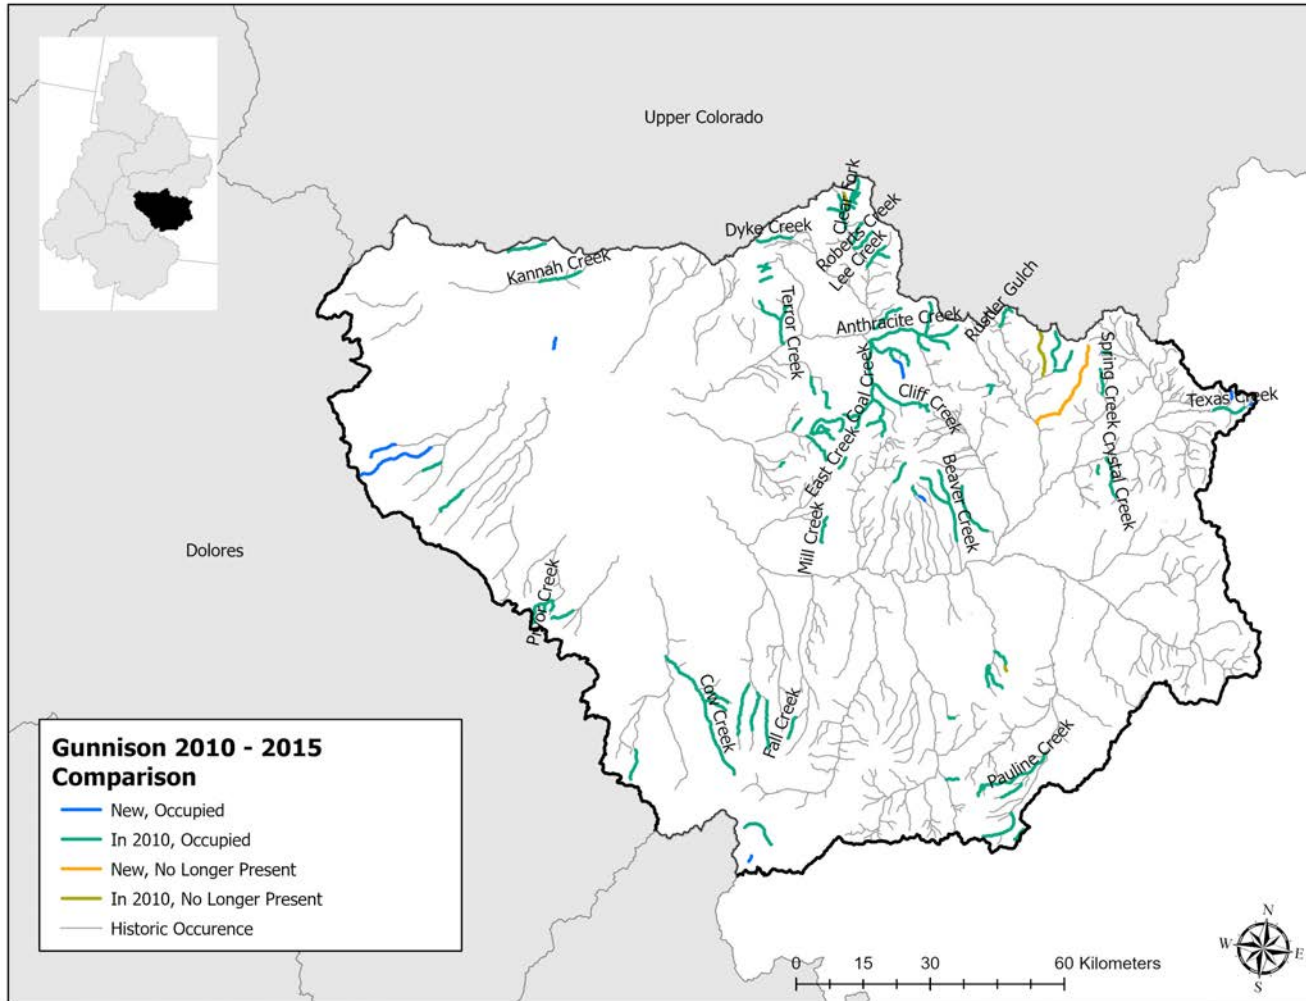 Upper Colorado
Clear Fork
Dyke Creek
Roberts Creek
Lee Creek
Kannah Creek
Rustler Gulch
Terror Creek
Anthracite Creek
Spring Creek
Coal Creek
Cliff Creek
Texas Creek
East Creek
Beaver Creek
Crystal Creek
Mill Creek
Dolores
Pryor Creek
Cow Creek
Fall Creek
Pauline Creek
Gunnison 2010 - 2015
Comparison
New, Occupied
In 2010, Occupied
New, No Longer Present
In 2010, No Longer Present
Historic Occurence
0 15 30 60 Kilometers
N
W
E
S